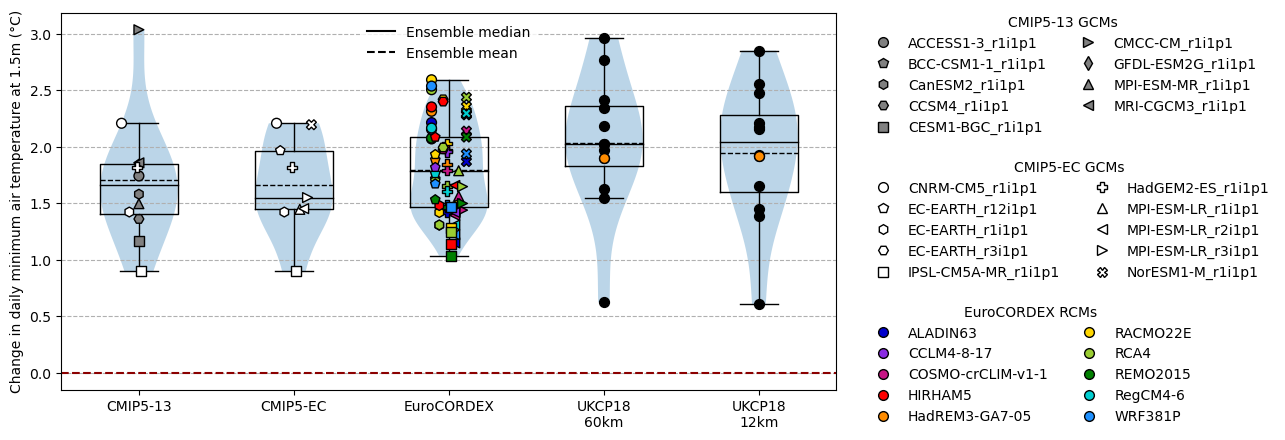 Change in daily minimum air temperature at 1.5m (°C)
3.0
2.5
2.0
1.5
1.0
0.5
0.0
Ensemble median
Ensemble mean
CMIP5-13
CMIP5-EC
EuroCORDEX
UKCP18
60km
UKCP18
12km
CMIP5-13 GCMs
ACCESS1-3_r1i1p1
BCC-CSM1-1_r1i1p1
CanESM2_r1i1p1
CCSM4_r1i1p1
CESM1-BGC_r1i1p1
CMCC-CM_r1i1p1
GFDL-ESM2G_r1i1p1
MPI-ESM-MR_r1i1p1
MRI-CGCM3_r1i1p1
CMIP5-EC GCMs
CNRM-CM5_r1i1p1
EC-EARTH_r12i1p1
EC-EARTH_r1i1p1
EC-EARTH_r3i1p1
IPSL-CM5A-MR_r1i1p1
HadGEM2-ES_r1i1p1
MPI-ESM-LR_r1i1p1
MPI-ESM-LR_r2i1p1
MPI-ESM-LR_r3i1p1
NorESM1-M_r1i1p1
EuroCORDEX RCMs
ALADIN63
CCLM4-8-17
COSMO-crCLIM-v1-1
HIRHAM5
HadREM3-GA7-05
RACMO22E
RCA4
REMO2015
RegCM4-6
WRF381P